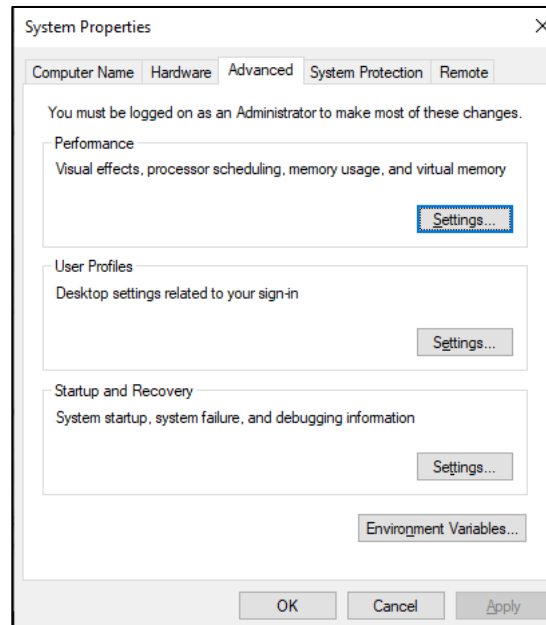 System Properties
Computer Name Hardware Advanced System Protection Remote
You must be logged on as an Administrator to make most of these changes.
Performance
Visual effects, processor scheduling, memory usage, and virtual memory
Settings...
User Profiles
Desktop settings related to your sign-in
Settings...
Startup and Recovery
System startup, system failure, and debugging information
Settings...
Environment Variables...
OK Cancel Apply